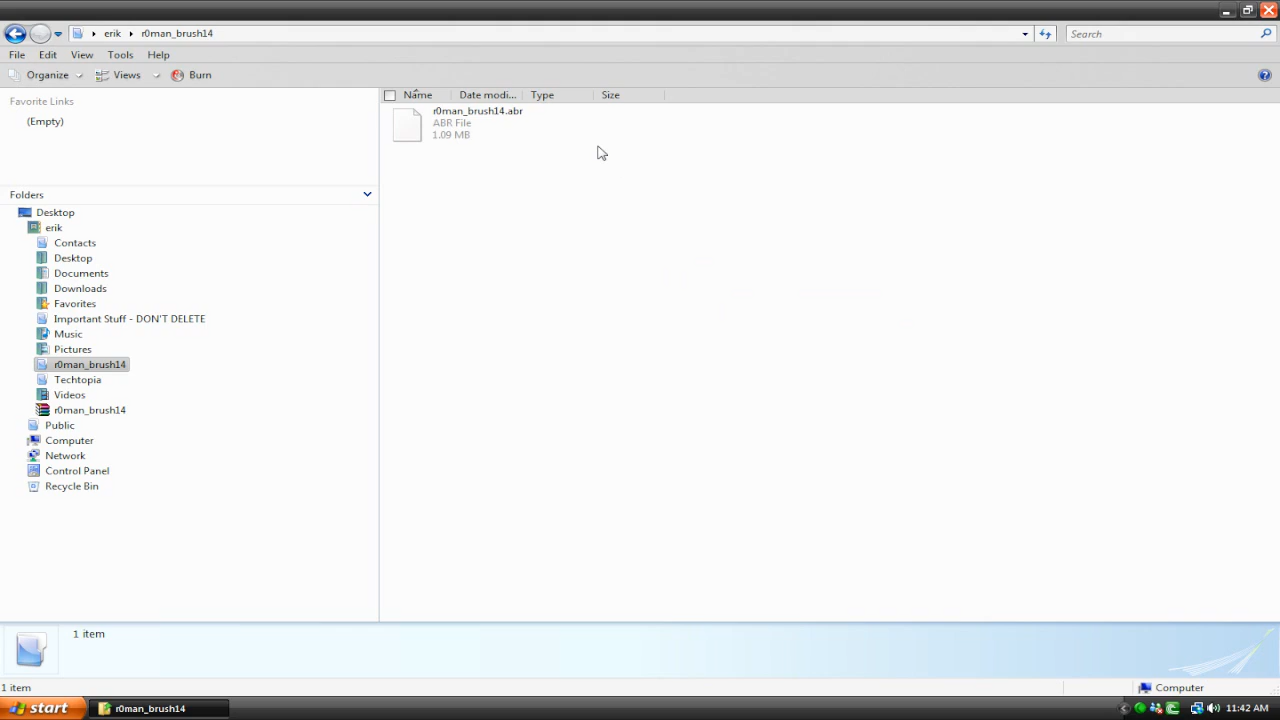 erik r0man_brush14 Search
File Edit View Tools Help
Organize Views Burn
Favorite Links
(Empty)
Folders
Desktop
erik
Contacts
Desktop
Documents
Downloads
Favorites
Important Stuff - DON'T DELETE
Music
Pictures
r0man_brush14
Techtopia
Videos
r0man_brush14
Public
Computer
Network
Control Panel
Recycle Bin
Name Date modi... Type Size
r0man_brush14.abr
ABR File
1.09 MB
1 item
1 item Computer
start r0man_brush14 11:42 AM